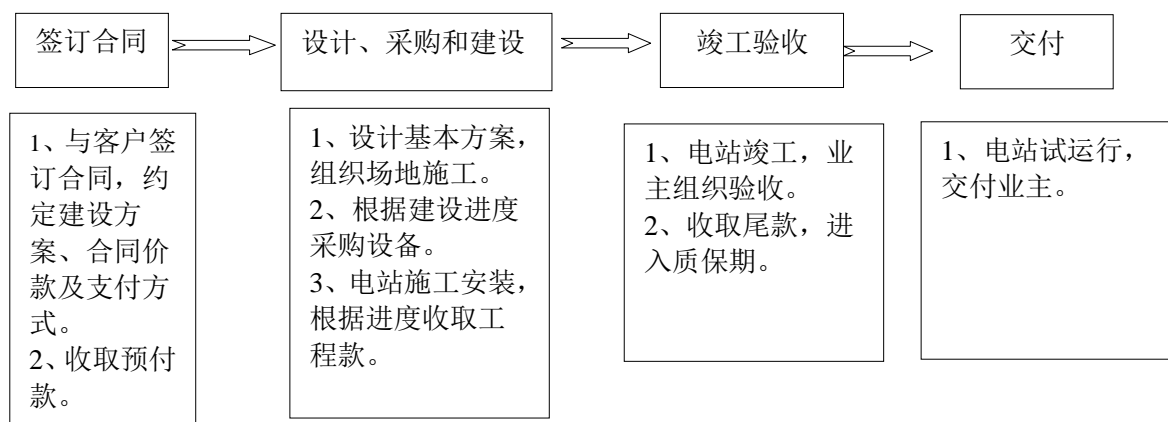 签订合同
设计、采购和建设
竣工验收
交付
1、与客户签
订合同，约
定建设方
案、合同价
款及支付方
式。
2、收取预付
款。
1、设计基本方案，
组织场地施工。
2、根据建设进度
采购设备。
3、电站施工安装，
根据进度收取工
程款。
1、电站竣工，业
主组织验收。
2、收取尾款，进
入质保期。
1、电站试运行，
交付业主。